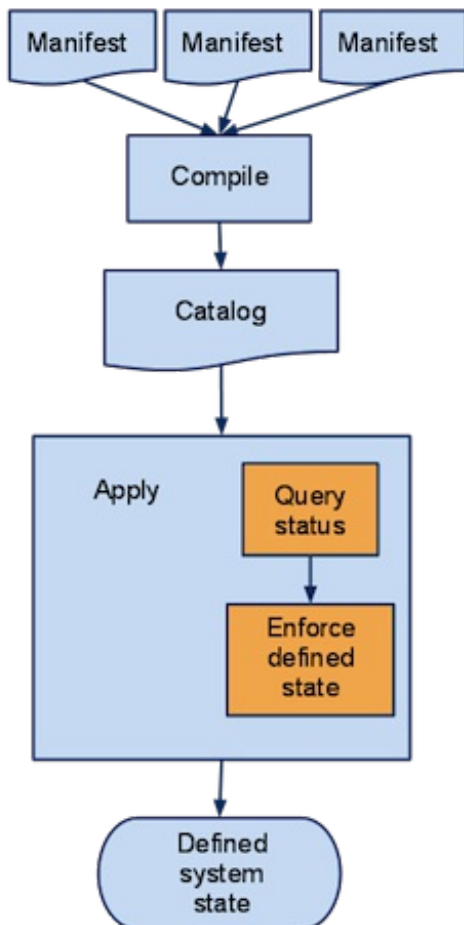 Manifest
Manifest
Manifest
Compile
Catalog
Apply
Query
status
Enforce
defined
state
Defined
system
state